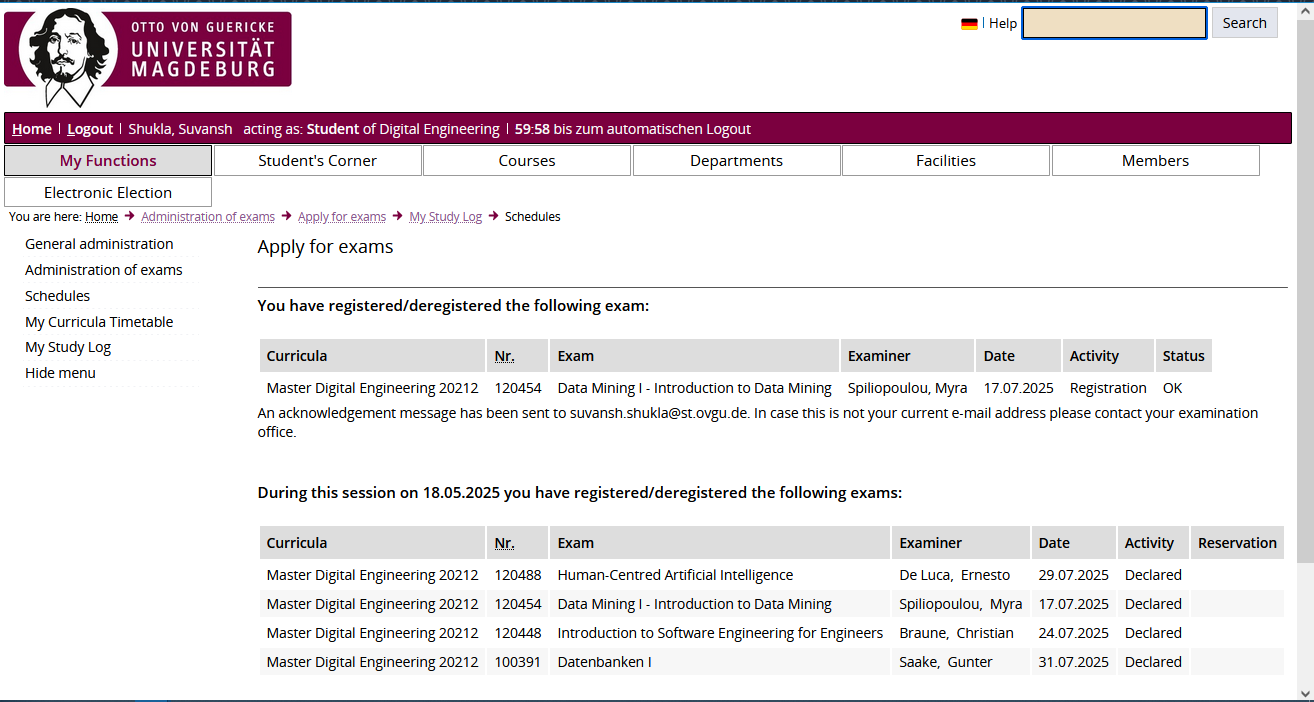 OTTO VON GUERICKE
UNIVERSITÄT
MAGDEBURG
Help
Search
Home | Logout | Shukla, Suvansh acting as: Student of Digital Engineering | 59:58 bis zum automatischen Logout
My Functions Student's Corner Courses Departments Facilities Members
Electronic Election
You are here: Home → Administration of exams → Apply for exams → My Study Log → Schedules
General administration
Administration of exams
Schedules
My Curricula Timetable
My Study Log
Hide menu
Apply for exams
You have registered/deregistered the following exam:
Curricula Nr. Exam Examiner Date Activity Status
Master Digital Engineering 20212 120454 Data Mining I - Introduction to Data Mining Spiliopoulou, Myra 17.07.2025 Registration OK
An acknowledgement message has been sent to suvansh.shukla@st.ovgu.de. In case this is not your current e-mail address please contact your examination
office.
During this session on 18.05.2025 you have registered/deregistered the following exams:
Curricula Nr. Exam Examiner Date Activity Reservation
Master Digital Engineering 20212 120488 Human-Centred Artificial Intelligence De Luca, Ernesto 29.07.2025 Declared
Master Digital Engineering 20212 120454 Data Mining I - Introduction to Data Mining Spiliopoulou, Myra 17.07.2025 Declared
Master Digital Engineering 20212 120448 Introduction to Software Engineering for Engineers Braune, Christian 24.07.2025 Declared
Master Digital Engineering 20212 100391 Datenbanken I Saake, Gunter 31.07.2025 Declared